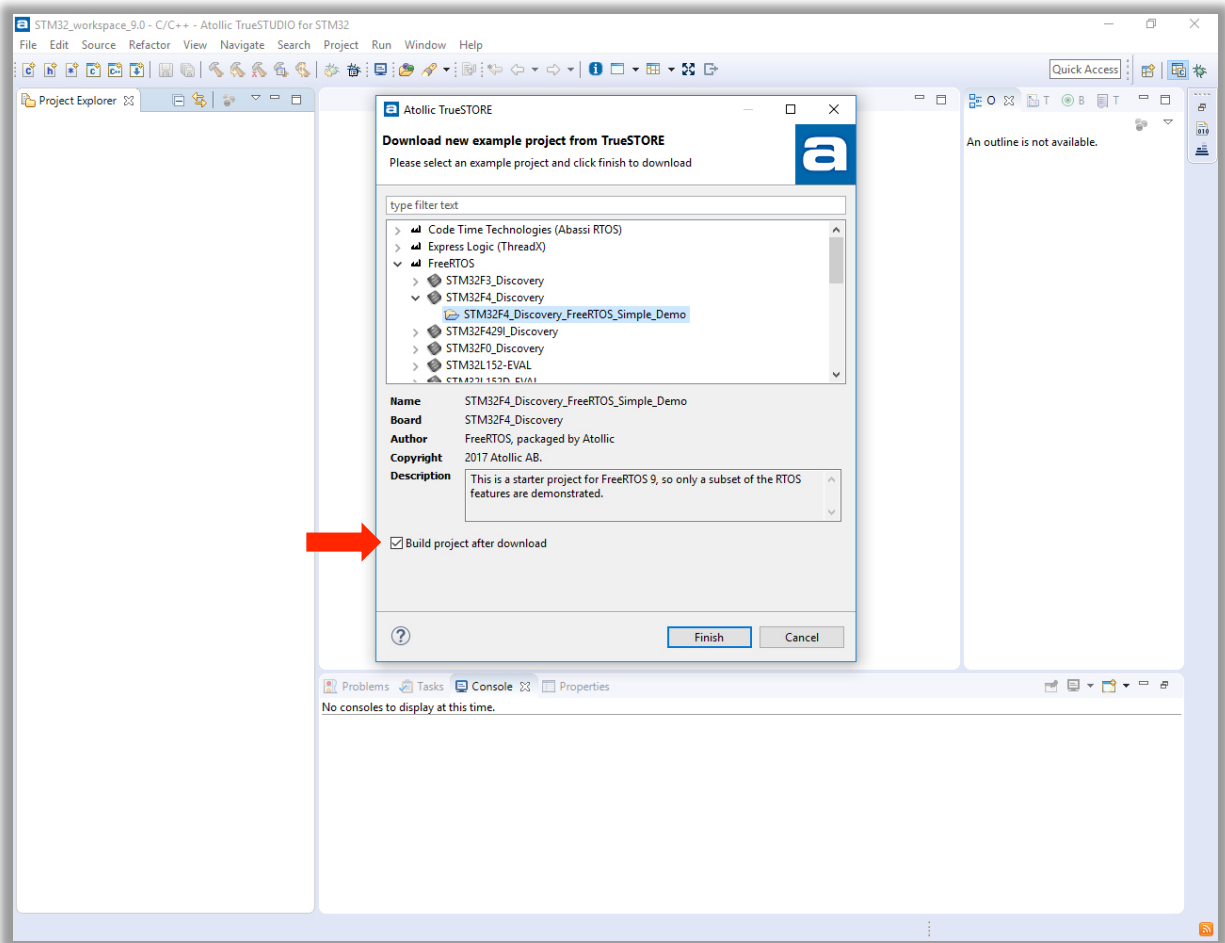 STM32_workspace_9.0 - C/C++ - Atollic TrueSTUDIO for STM32
File Edit Source Refactor View Navigate Search Project Run Window Help
Quick Access
Project Explorer
O T B T
An outline is not available.
Atollic TrueSTORE
Download new example project from TrueSTORE
Please select an example project and click finish to download
a
type filter text
Code Time Technologies (Abassi RTOS)
Express Logic (ThreadX)
FreeRTOS
STM32F3_Discovery
STM32F4_Discovery
STM32F4_Discovery_FreeRTOS_Simple_Demo
STM32F429I_Discovery
STM32F0_Discovery
STM32L152-EVAL
STM32L152D_EVAL
Name STM32F4_Discovery_FreeRTOS_Simple_Demo
Board STM32F4_Discovery
Author FreeRTOS, packaged by Atollic
Copyright 2017 Atollic AB.
Description This is a starter project for FreeRTOS 9, so only a subset of the RTOS
features are demonstrated.
Build project after download
Finish Cancel
Problems Tasks Console Properties
No consoles to display at this time.